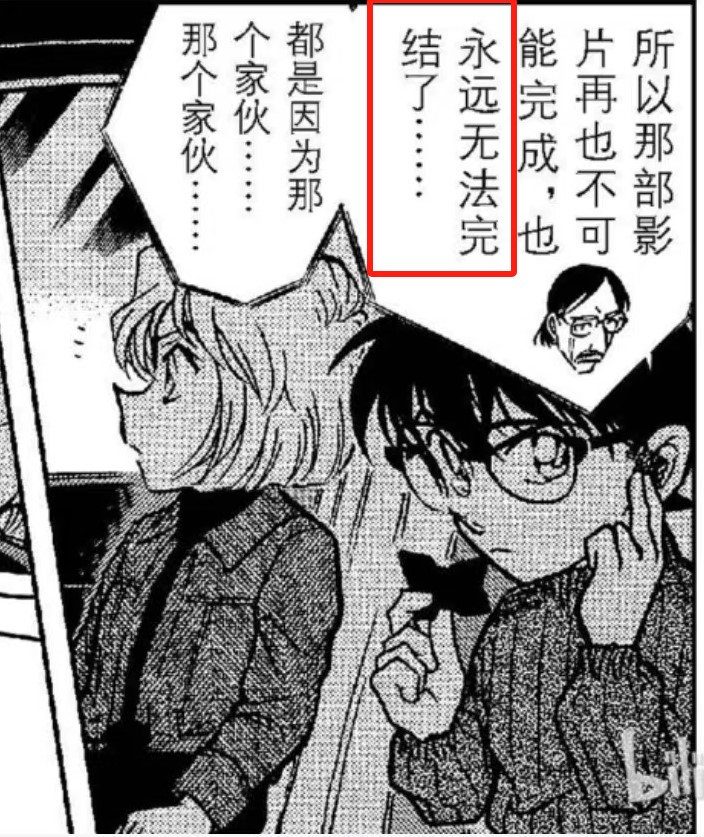 所以那部影
片再也不可
能完成，也
永远无法完
结了……
都是因为那
个家伙……
那个家伙……
bili